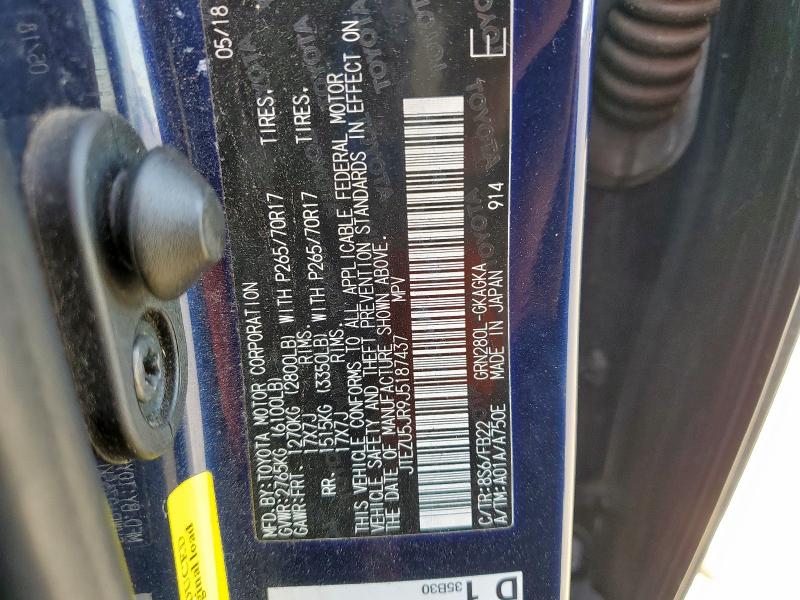 MFD.BY:TOYOTA MOTOR CORPORATION 05/18
GVWR:2765KG (6100LB)
GAWR:FRT 1270KG (2800LB) WITH P265/70R17 TIRES.
17X7J RIMS.
RR. 1515KG (3350LB) WITH P265/70R17 TIRES.
17X7J RIMS.
THIS VEHICLE CONFORMS TO ALL APPLICABLE FEDERAL MOTOR
VEHICLE SAFETY AND THEFT PREVENTION STANDARDS IN EFFECT ON
THE DATE OF MANUFACTURE SHOWN ABOVE.
JTEZU5JR9J5187437 MPV
C/TR:8S6/FB22 GRN280L-GKAGKA 914
A/TM:A01A/A750E MADE IN JAPAN
D1
35B30